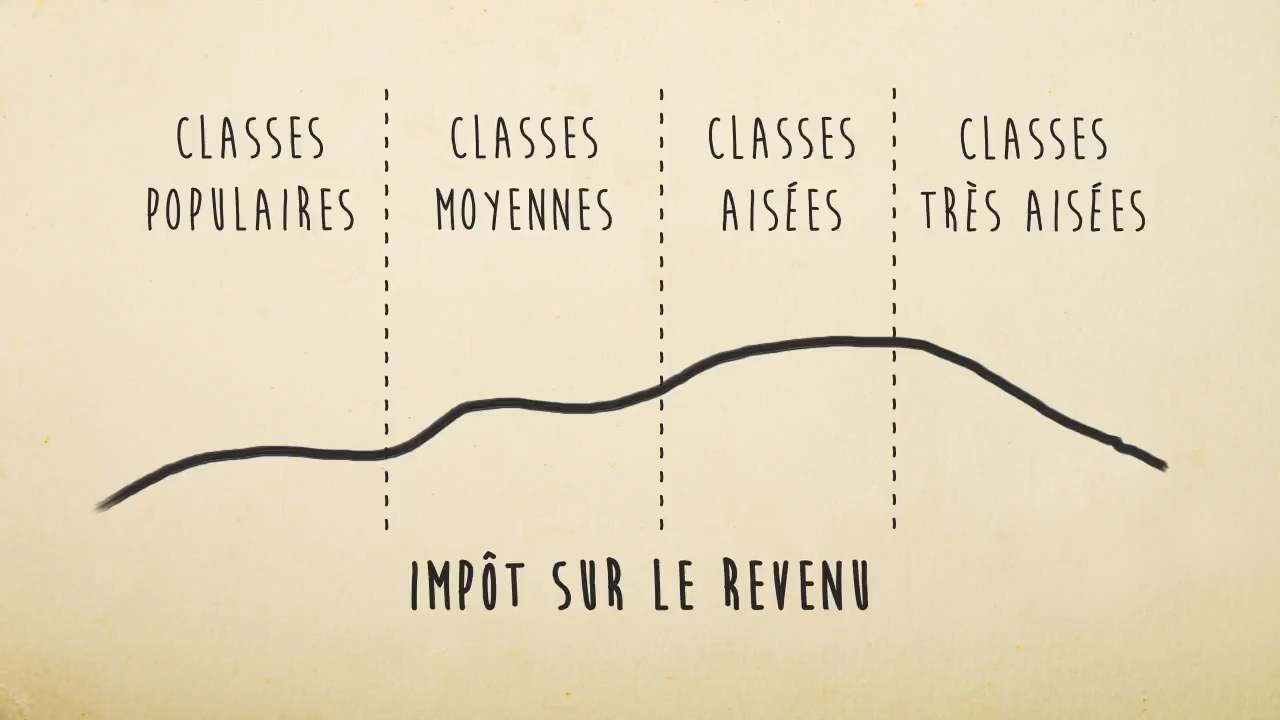 CLASSES
POPULAIRES
CLASSES
MOYENNES
CLASSES
AISÉES
CLASSES
TRÈS AISÉES
IMPÔT SUR LE REVENU